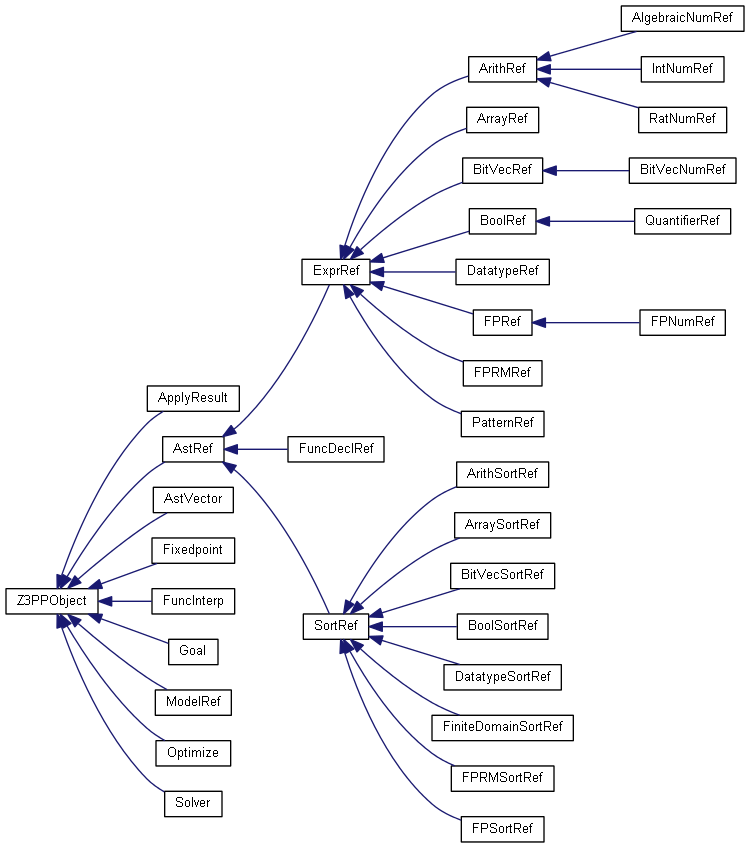 AlgebraicNumRef
ArithRef
IntNumRef
RatNumRef
ArrayRef
BitVecRef
BitVecNumRef
BoolRef
QuantifierRef
ExprRef
DatatypeRef
FPRef
FPNumRef
FPRMRef
ApplyResult
PatternRef
AstRef
FuncDeclRef
ArithSortRef
AstVector
ArraySortRef
Fixedpoint
BitVecSortRef
Z3PPObject
FuncInterp
SortRef
BoolSortRef
Goal
DatatypeSortRef
ModelRef
FiniteDomainSortRef
Optimize
FPRMSortRef
Solver
FPSortRef